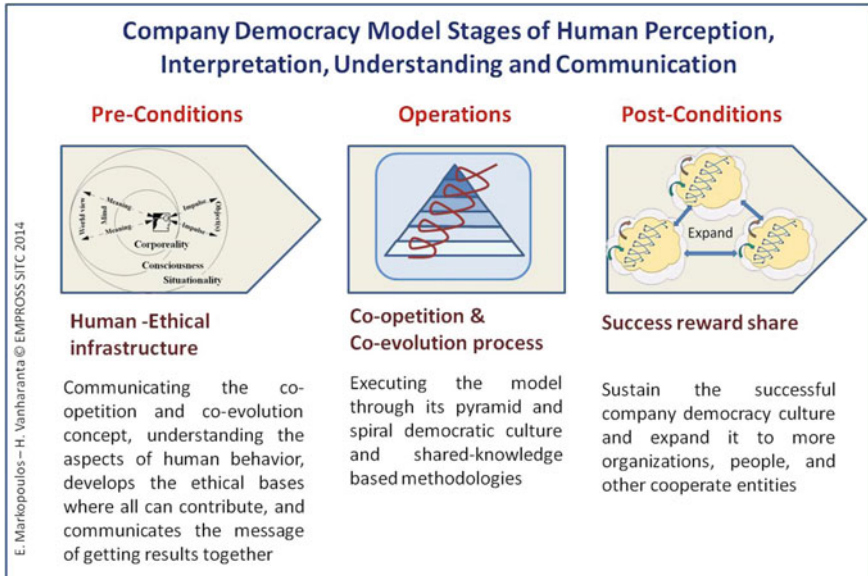 Company Democracy Model Stages of Human Perception,
Interpretation, Understanding and Communication
Pre-Conditions
Operations
Post-Conditions
World view
Mind
Meaning
Meaning
Impulse
Impulse
Object(s)
Corporeality
Consciousness
Situationality
Expand
Human -Ethical
infrastructure
Communicating the co-
opetition and co-evolution
concept, understanding the
aspects of human behavior,
develops the ethical bases
where all can contribute, and
communicates the message
of getting results together
Co-opetition &
Co-evolution process
Executing the model
through its pyramid and
spiral democratic culture
and shared-knowledge
based methodologies
Success reward share
Sustain the successful
company democracy culture
and expand it to more
organizations, people, and
other cooperate entities
E. Markopoulos – H. Vanharanta © EMPROSS SITC 2014